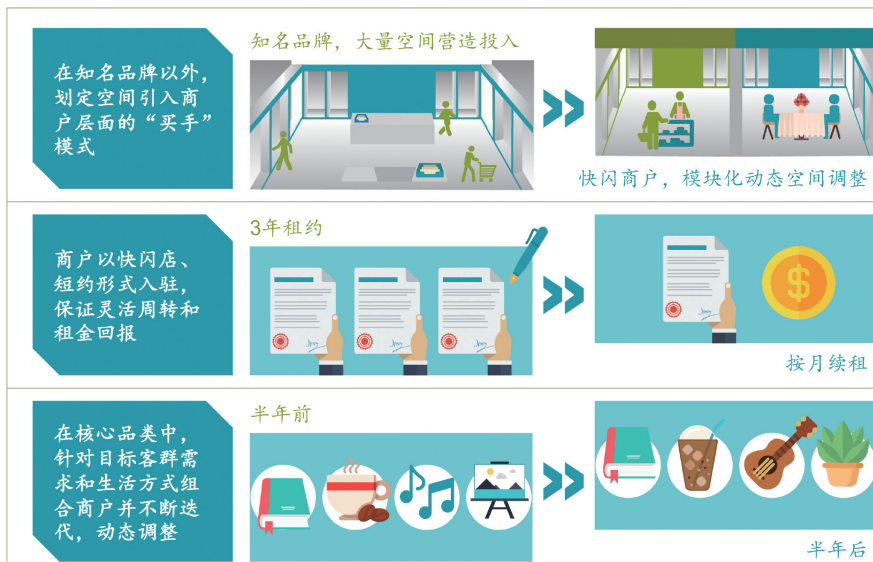 在知名品牌以外，
划定空间引入商
户层面的“买手”
模式
知名品牌，大量空间营造投入
快闪商户，模块化动态空间调整
商户以快闪店、
短约形式入驻，
保证灵活周转和
租金回报
3年租约
按月续租
在核心品类中，
针对目标客群需
求和生活方式组
合商户并不断迭
代，动态调整
半年前
半年后